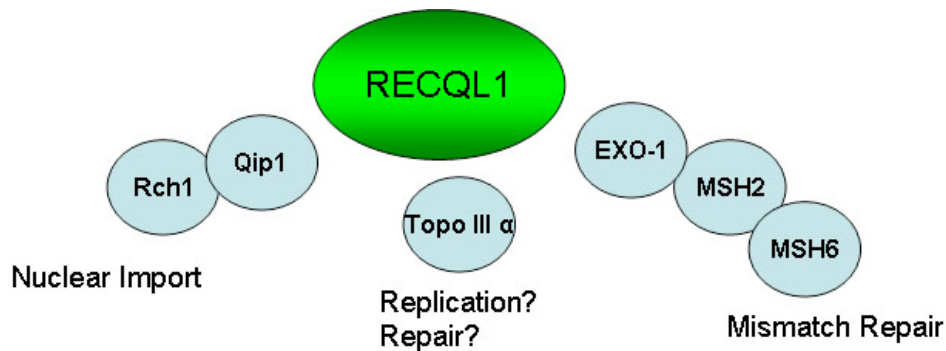 RECQL1
Rch1
Qip1
Topo III α
EXO-1
MSH2
MSH6
Nuclear Import
Replication?
Repair?
Mismatch Repair